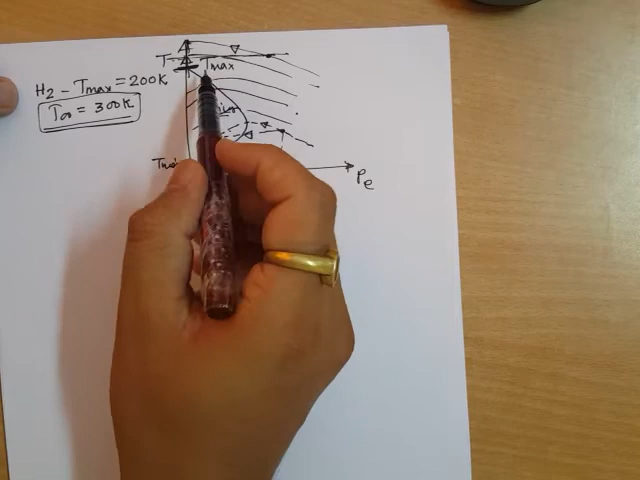 T
Tmax
H2 - Tmax = 200K
T∞ = 300K
Pe